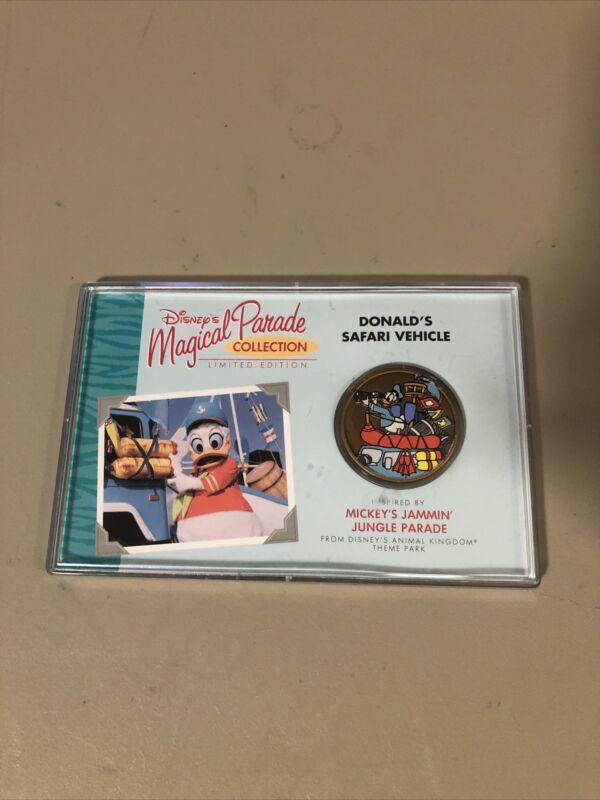 Disney's
Magical Parade
COLLECTION
LIMITED EDITION
DONALD'S
SAFARI VEHICLE
INSPIRED BY
MICKEY'S JAMMIN'
JUNGLE PARADE
FROM DISNEY'S ANIMAL KINGDOM®
THEME PARK